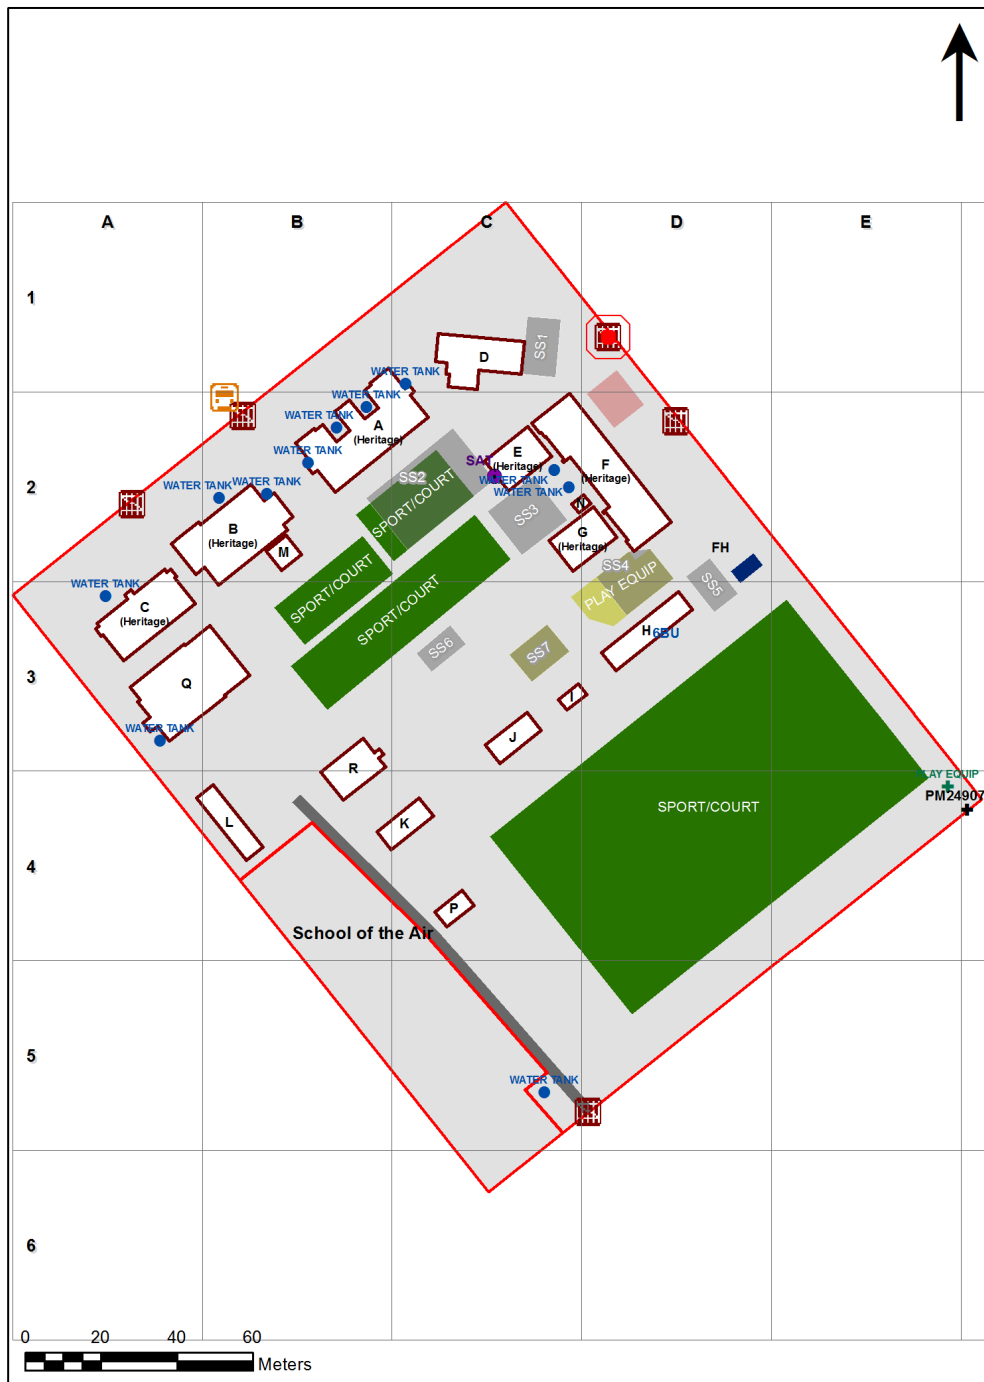 A B C D E
1
D
SS1
WATER TANK
WATER TANK
WATER TANK
A
(Heritage)
WATER TANK
2
SAT
E
(Heritage)
WATER TANK
WATER TANK
F
(Heritage)
SS2
SPORT/COURT
WATER TANK
WATER TANK
B
(Heritage)
M
SS3
N
G
(Heritage)
FH
SS4
PLAY EQUIP
SS5
WATER TANK
C
(Heritage)
SPORT/COURT
SPORT/COURT
H
6BU
SS6
SS7
3
Q
I
WATER TANK
J
R
PLAY EQUIP
PM24907
SPORT/COURT
L
K
4
P
School of the Air
5
WATER TANK
6
0 20 40 60
Meters